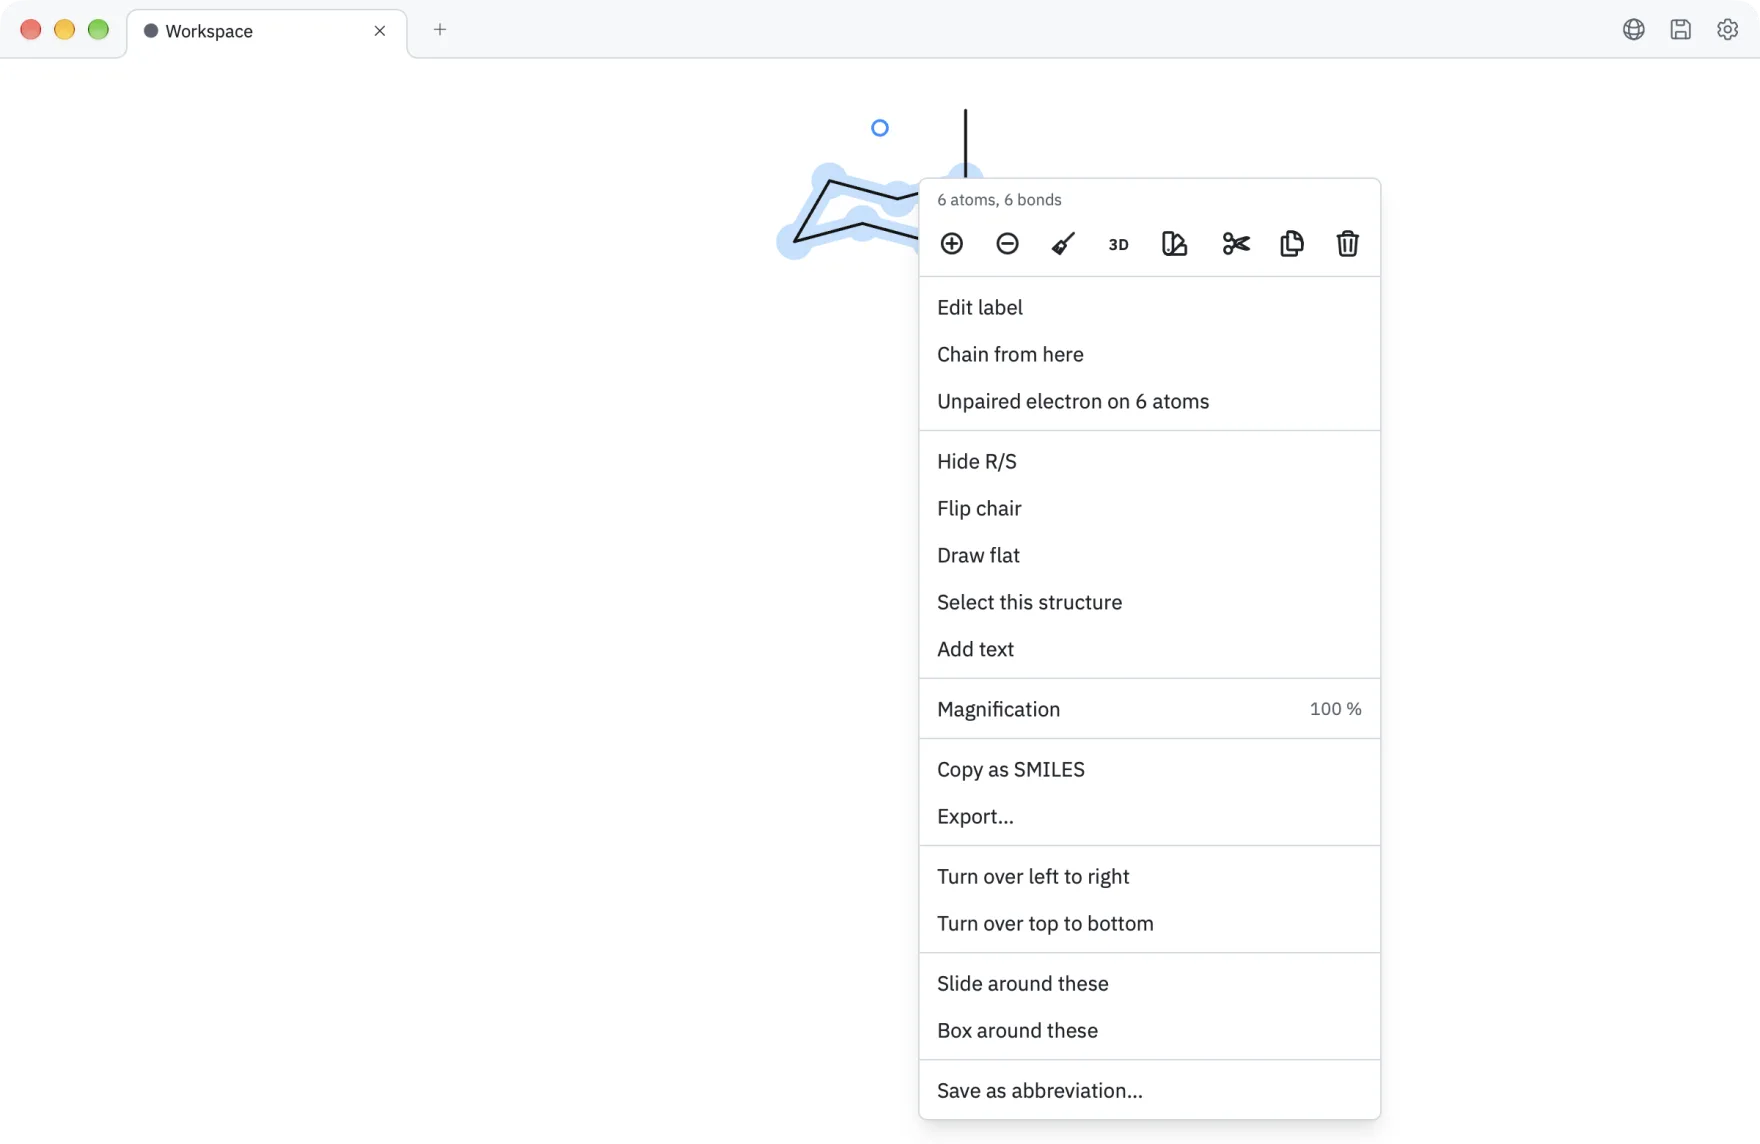 Workspace
6 atoms, 6 bonds
3D
Edit label
Chain from here
Unpaired electron on 6 atoms
Hide R/S
Flip chair
Draw flat
Select this structure
Add text
Magnification 100 %
Copy as SMILES
Export...
Turn over left to right
Turn over top to bottom
Slide around these
Box around these
Save as abbreviation...